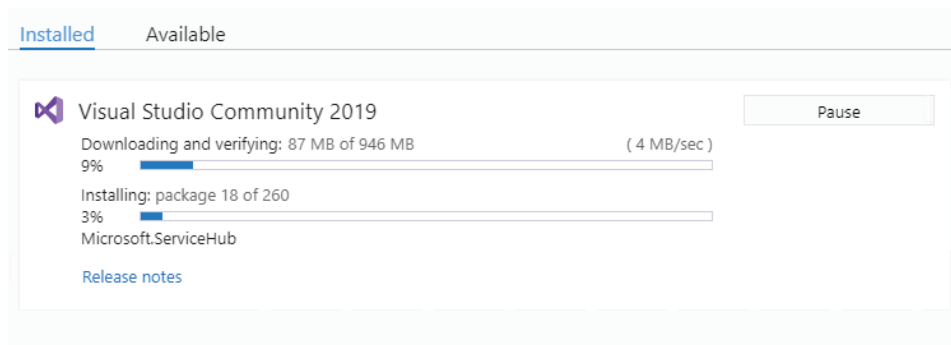 Installed Available
Visual Studio Community 2019
Pause
Downloading and verifying: 87 MB of 946 MB ( 4 MB/sec )
9%
Installing: package 18 of 260
3%
Microsoft.ServiceHub
Release notes